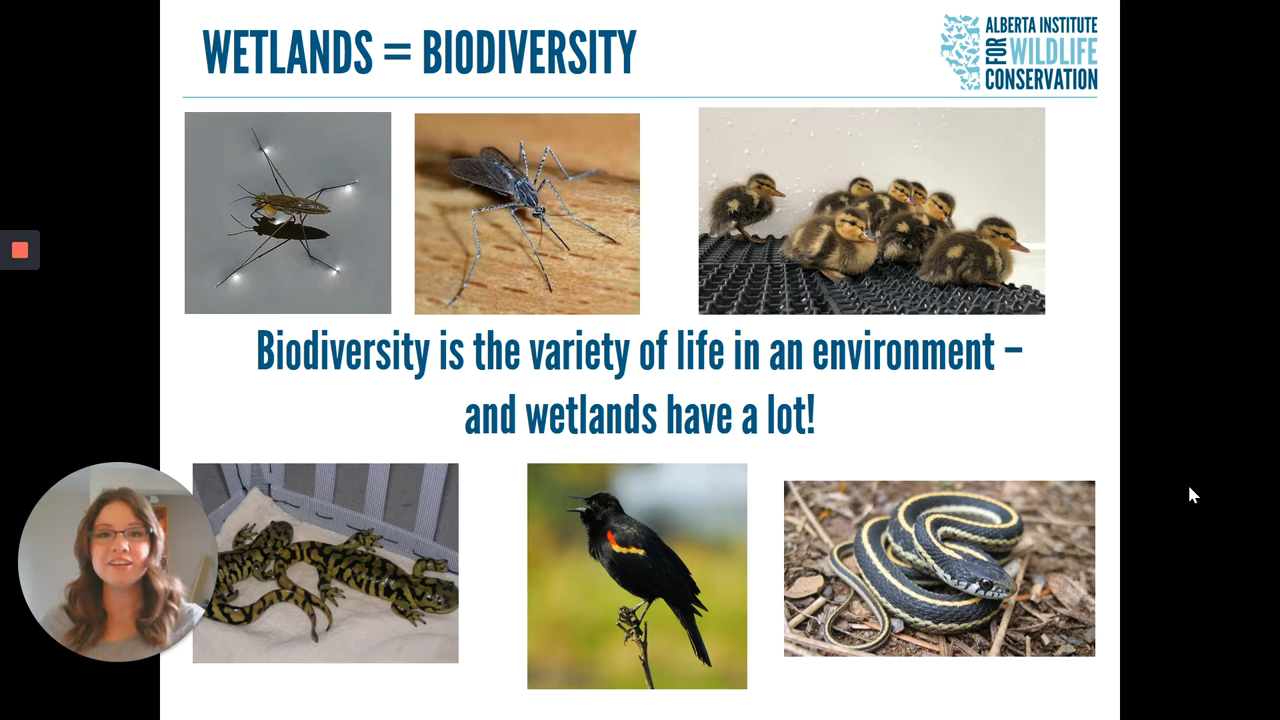 WETLANDS = BIODIVERSITY
ALBERTA INSTITUTE
FOR WILDLIFE
CONSERVATION
Biodiversity is the variety of life in an environment –
and wetlands have a lot!